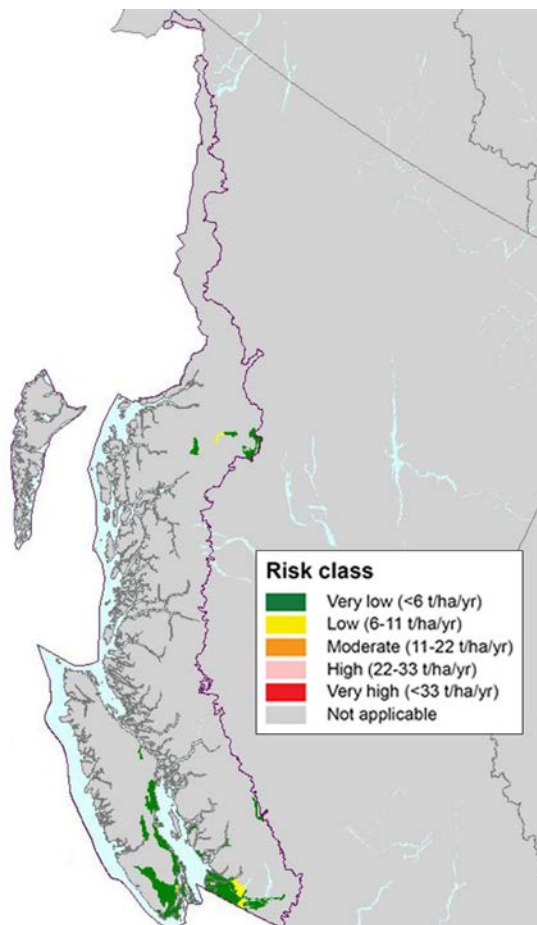 Risk class
Very low (<6 t/ha/yr)
Low (6-11 t/ha/yr)
Moderate (11-22 t/ha/yr)
High (22-33 t/ha/yr)
Very high (<33 t/ha/yr)
Not applicable